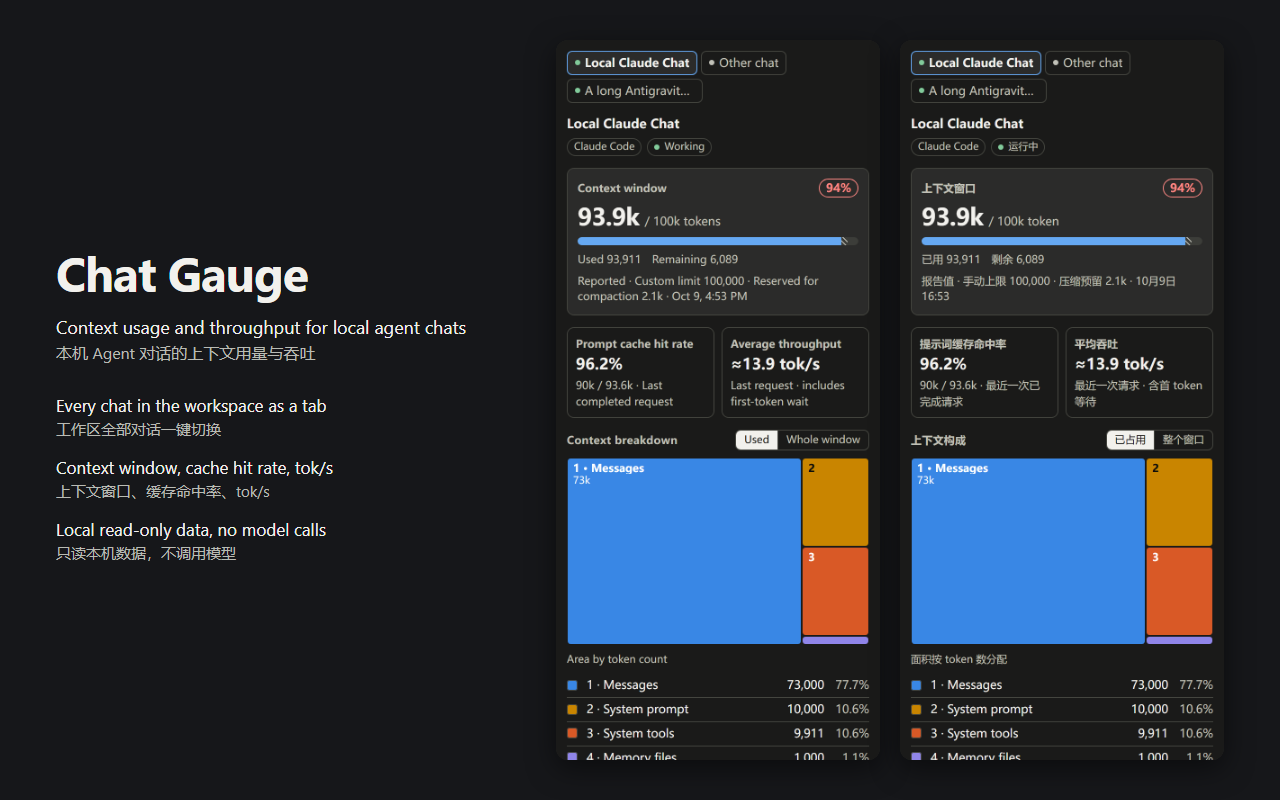 Chat Gauge
Context usage and throughput for local agent chats
本机 Agent 对话的上下文用量与吞吐
Every chat in the workspace as a tab
工作区全部对话一键切换
Context window, cache hit rate, tok/s
上下文窗口、缓存命中率、tok/s
Local read-only data, no model calls
只读本机数据，不调用模型
Local Claude Chat
Other chat
A long Antigravit...
Local Claude Chat
Claude Code
Working
Context window
94%
93.9k / 100k tokens
Used 93,911 Remaining 6,089
Reported · Custom limit 100,000 · Reserved for
compaction 2.1k · Oct 9, 4:53 PM
Prompt cache hit rate
96.2%
90k / 93.6k · Last
completed request
Average throughput
≈13.9 tok/s
Last request · includes
first-token wait
Context breakdown
Used
Whole window
1 • Messages
73k
2
3
Area by token count
1 · Messages 73,000 77.7%
2 · System prompt 10,000 10.6%
3 · System tools 9,911 10.6%
4 · Memory files 1,000 1.1%
Local Claude Chat
Other chat
A long Antigravit...
Local Claude Chat
Claude Code
运行中
上下文窗口
94%
93.9k / 100k token
已用 93,911 剩余 6,089
报告值 · 手动上限 100,000 · 压缩预留 2.1k · 10月9日
16:53
提示词缓存命中率
96.2%
90k / 93.6k · 最近一次已
完成请求
平均吞吐
≈13.9 tok/s
最近一次请求 · 含首 token
等待
上下文构成
已占用
整个窗口
1 • Messages
73k
2
3
面积按 token 数分配
1 · Messages 73,000 77.7%
2 · System prompt 10,000 10.6%
3 · System tools 9,911 10.6%
4 · Memory files 1,000 1.1%